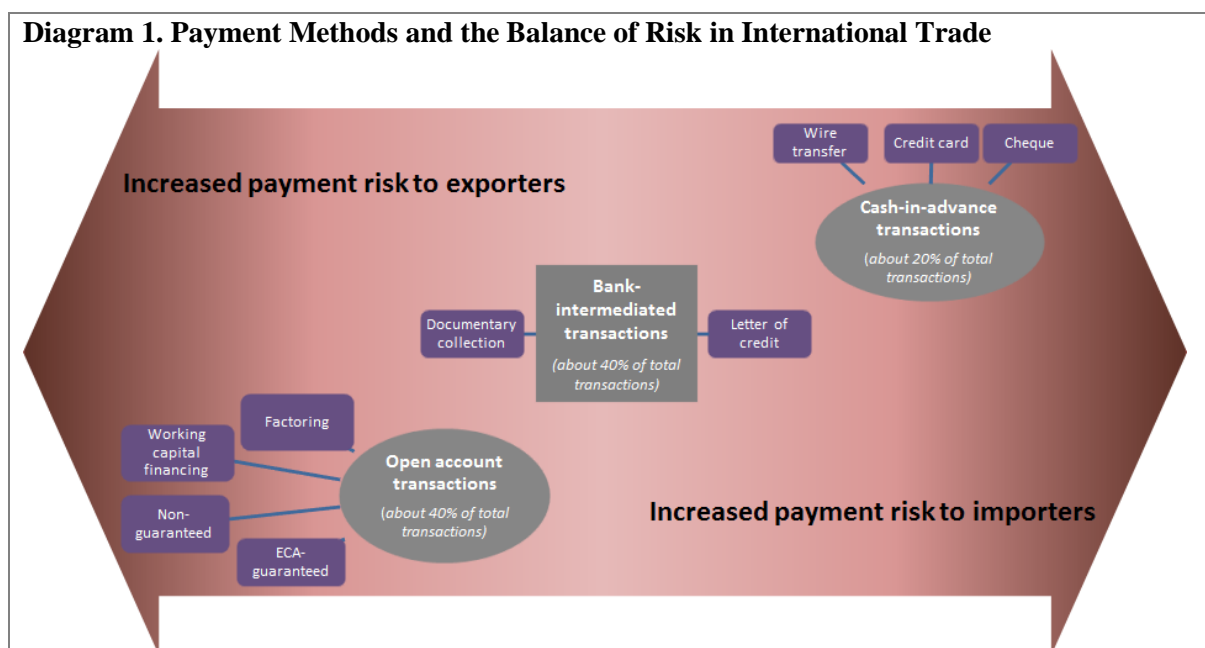 Diagram 1. Payment Methods and the Balance of Risk in International Trade
Increased payment risk to exporters
Wire
transfer
Credit card
Cheque
Cash-in-advance
transactions
(about 20% of total
transactions)
Documentary
collection
Bank-
intermediated
transactions
(about 40% of total
transactions)
Letter of
credit
Factoring
Working
capital
financing
Non-
guaranteed
ECA-
guaranteed
Open account
transactions
(about 40% of total
transactions)
Increased payment risk to importers